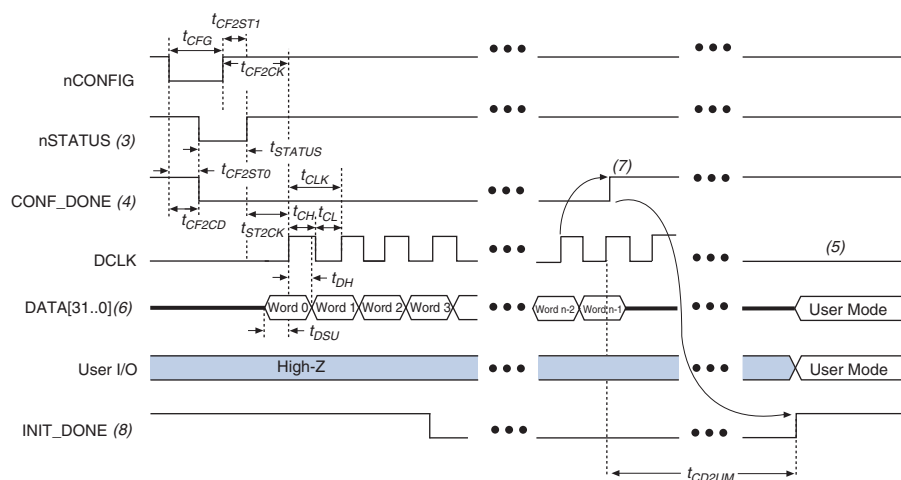 tCF2ST1
tCFG
nCONFIG
tCF2CK
nSTATUS (3)
tSTATUS
tCF2ST0
tCLK
(7)
CONF_DONE (4)
tCF2CD
tST2CK
tCH
tCL
DCLK
(5)
tDH
DATA[31..0](6)
Word 0
Word 1
Word 2
Word 3
Word n-2
Word n-1
User Mode
tDSU
User I/O
High-Z
User Mode
INIT_DONE (8)
tCD2UM